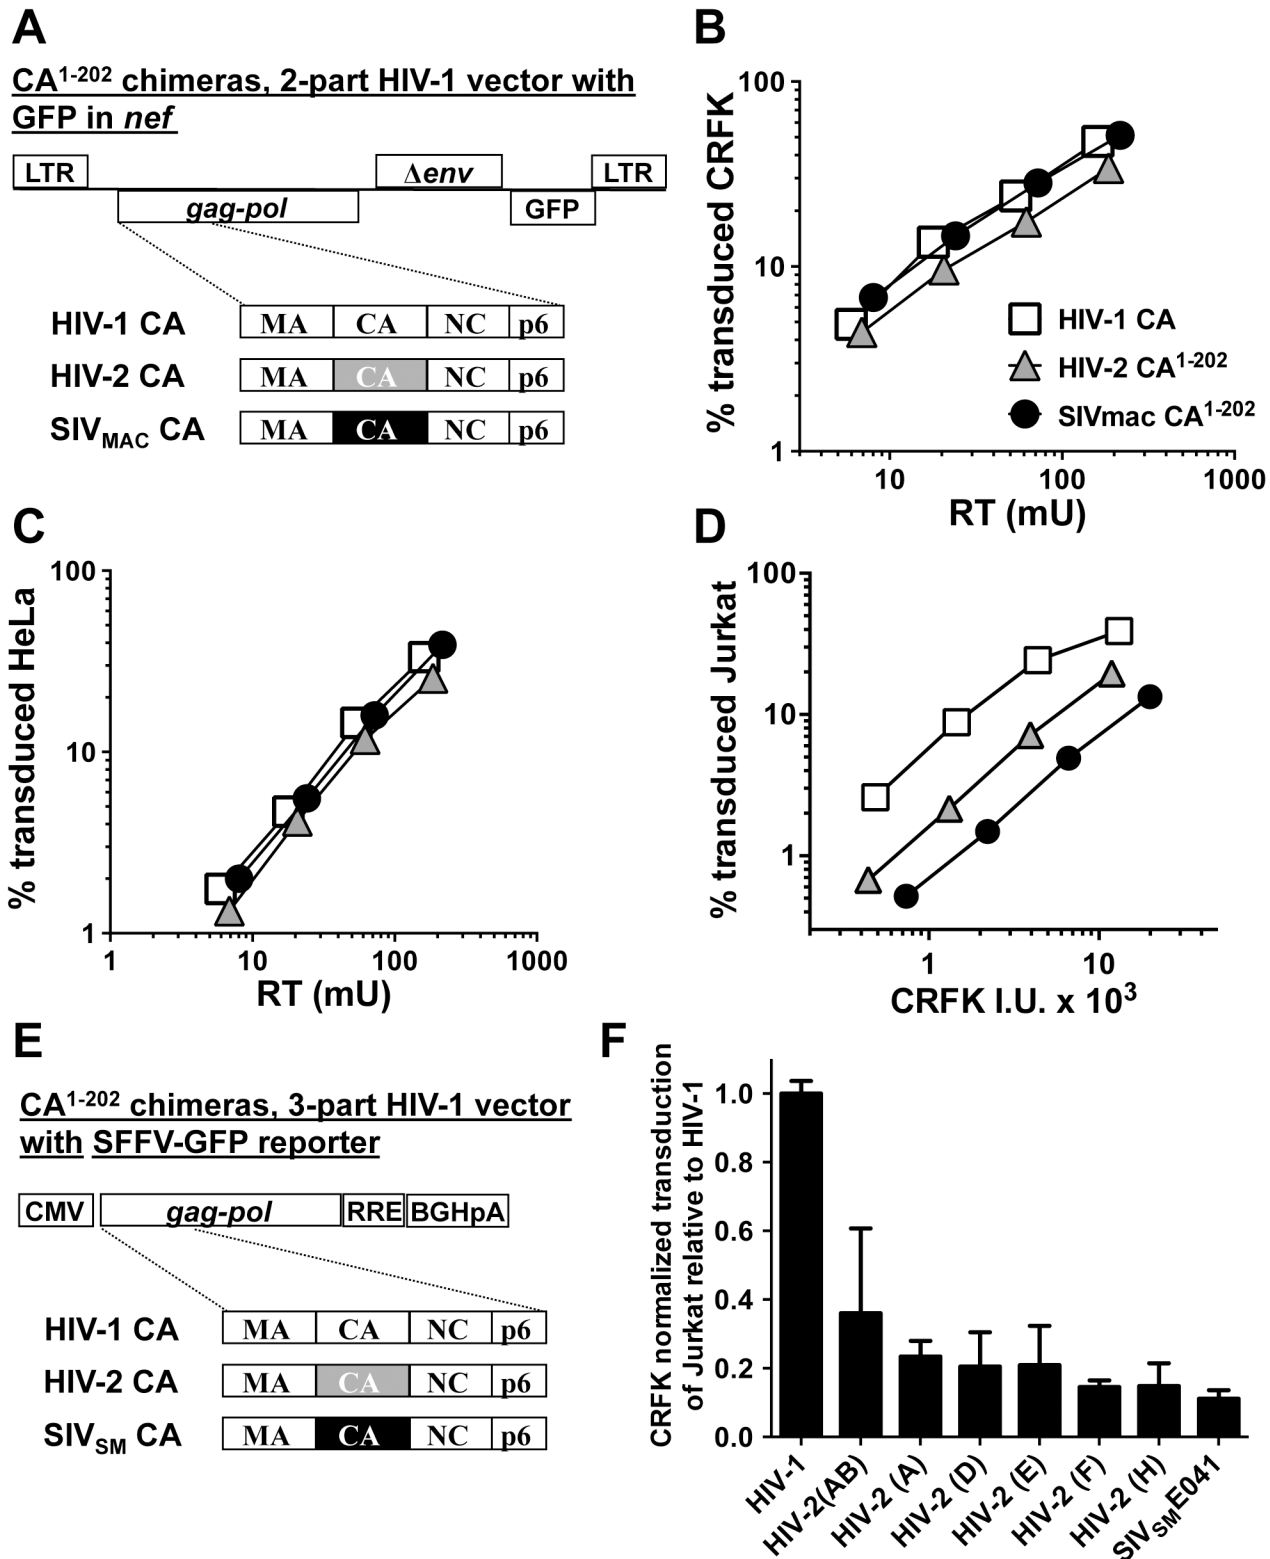 A
CA1-202 chimeras, 2-part HIV-1 vector with
GFP in nef
LTR
Δenv
LTR
gag-pol
GFP
HIV-1 CA
MA CA NC p6
HIV-2 CA
MA CA NC p6
SIVMAC CA
MA CA NC p6
B
% transduced CRFK
100
10
1
10 100 1000
RT (mU)
HIV-1 CA
HIV-2 CA1-202
SIVmac CA1-202
C
% transduced HeLa
100
10
1
1 10 100 1000
RT (mU)
D
% transduced Jurkat
100
10
1
1 10
CRFK I.U. x 103
E
CA1-202 chimeras, 3-part HIV-1 vector
with SFFV-GFP reporter
CMV gag-pol RRE BGHpA
HIV-1 CA
MA CA NC p6
HIV-2 CA
MA CA NC p6
SIVSM CA
MA CA NC p6
F
CRFK normalized transduction
of Jurkat relative to HIV-1
1.0
0.8
0.6
0.4
0.2
0.0
HIV-1
HIV-2(AB)
HIV-2 (A)
HIV-2 (D)
HIV-2 (E)
HIV-2 (F)
HIV-2 (H)
SIVSME041